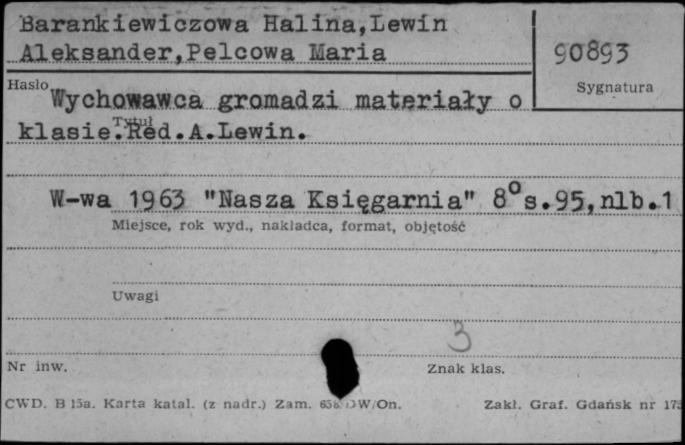 Barankiewiczowa Halina,Lewin
Aleksander,Pelcowa Maria
90893
Sygnatura
Hasło
Wychowawca gromadzi materiały o
klasie.Red.A.Lewin.
Tytuł
W-wa 1963 "Nasza Księgarnia" 8° s.95,nlb.1
Miejsce, rok wyd., nakładca, format, objętość
Uwagi
3
Nr inw.
Znak klas.
CWD. B 15a. Karta katal. (z nadr.) Zam. W/On.
Zakł. Graf. Gdańsk nr